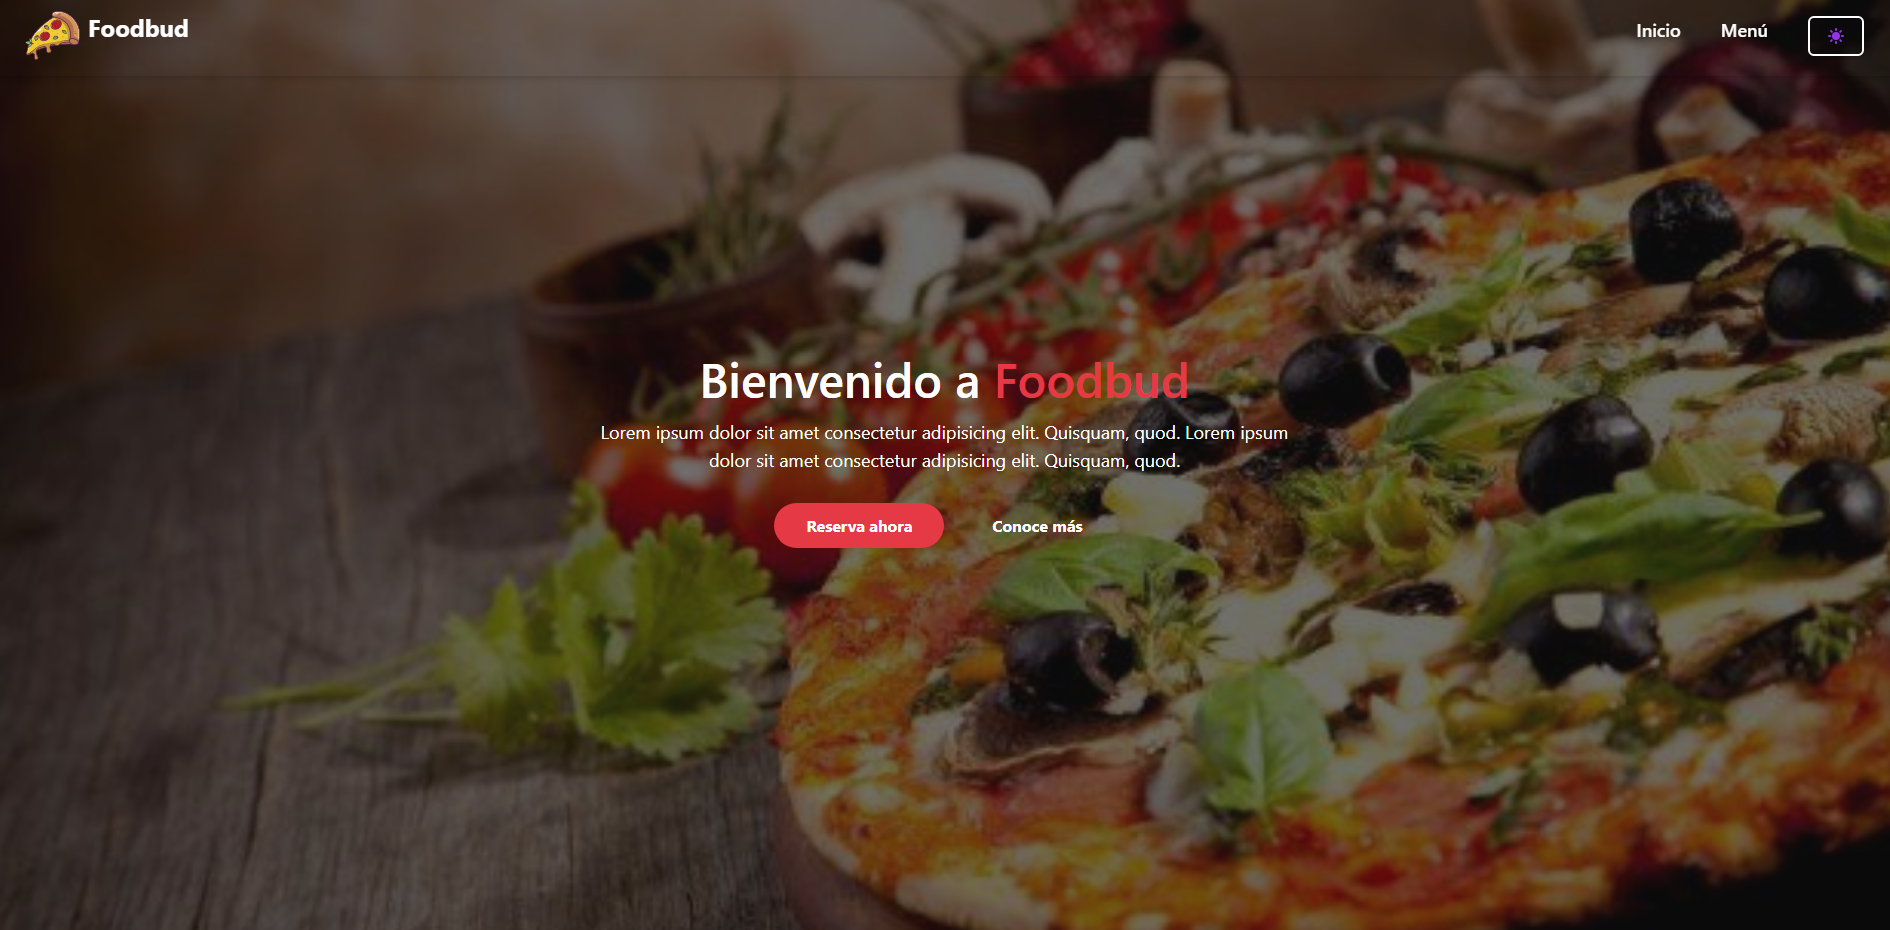 Foodbud
Inicio
Menú
Bienvenido a Foodbud
Lorem ipsum dolor sit amet consectetur adipisicing elit. Quisquam, quod. Lorem ipsum
dolor sit amet consectetur adipisicing elit. Quisquam, quod.
Reserva ahora
Conoce más